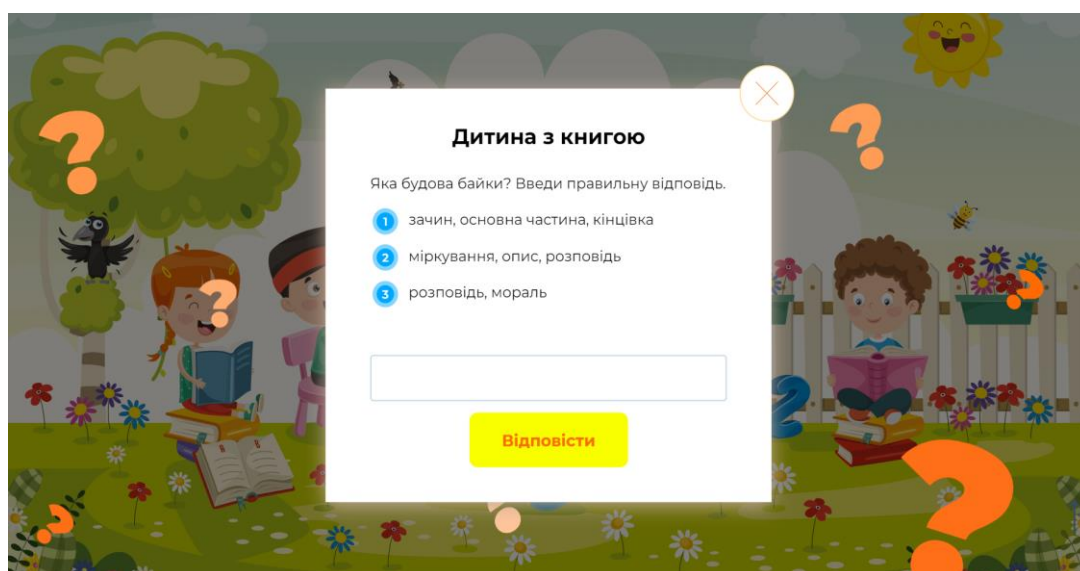 Дитина з книгою
Яка будова байки? Введи правильну відповідь.
1 зачин, основна частина, кінцівка
2 міркування, опис, розповідь
3 розповідь, мораль
Відповісти
2